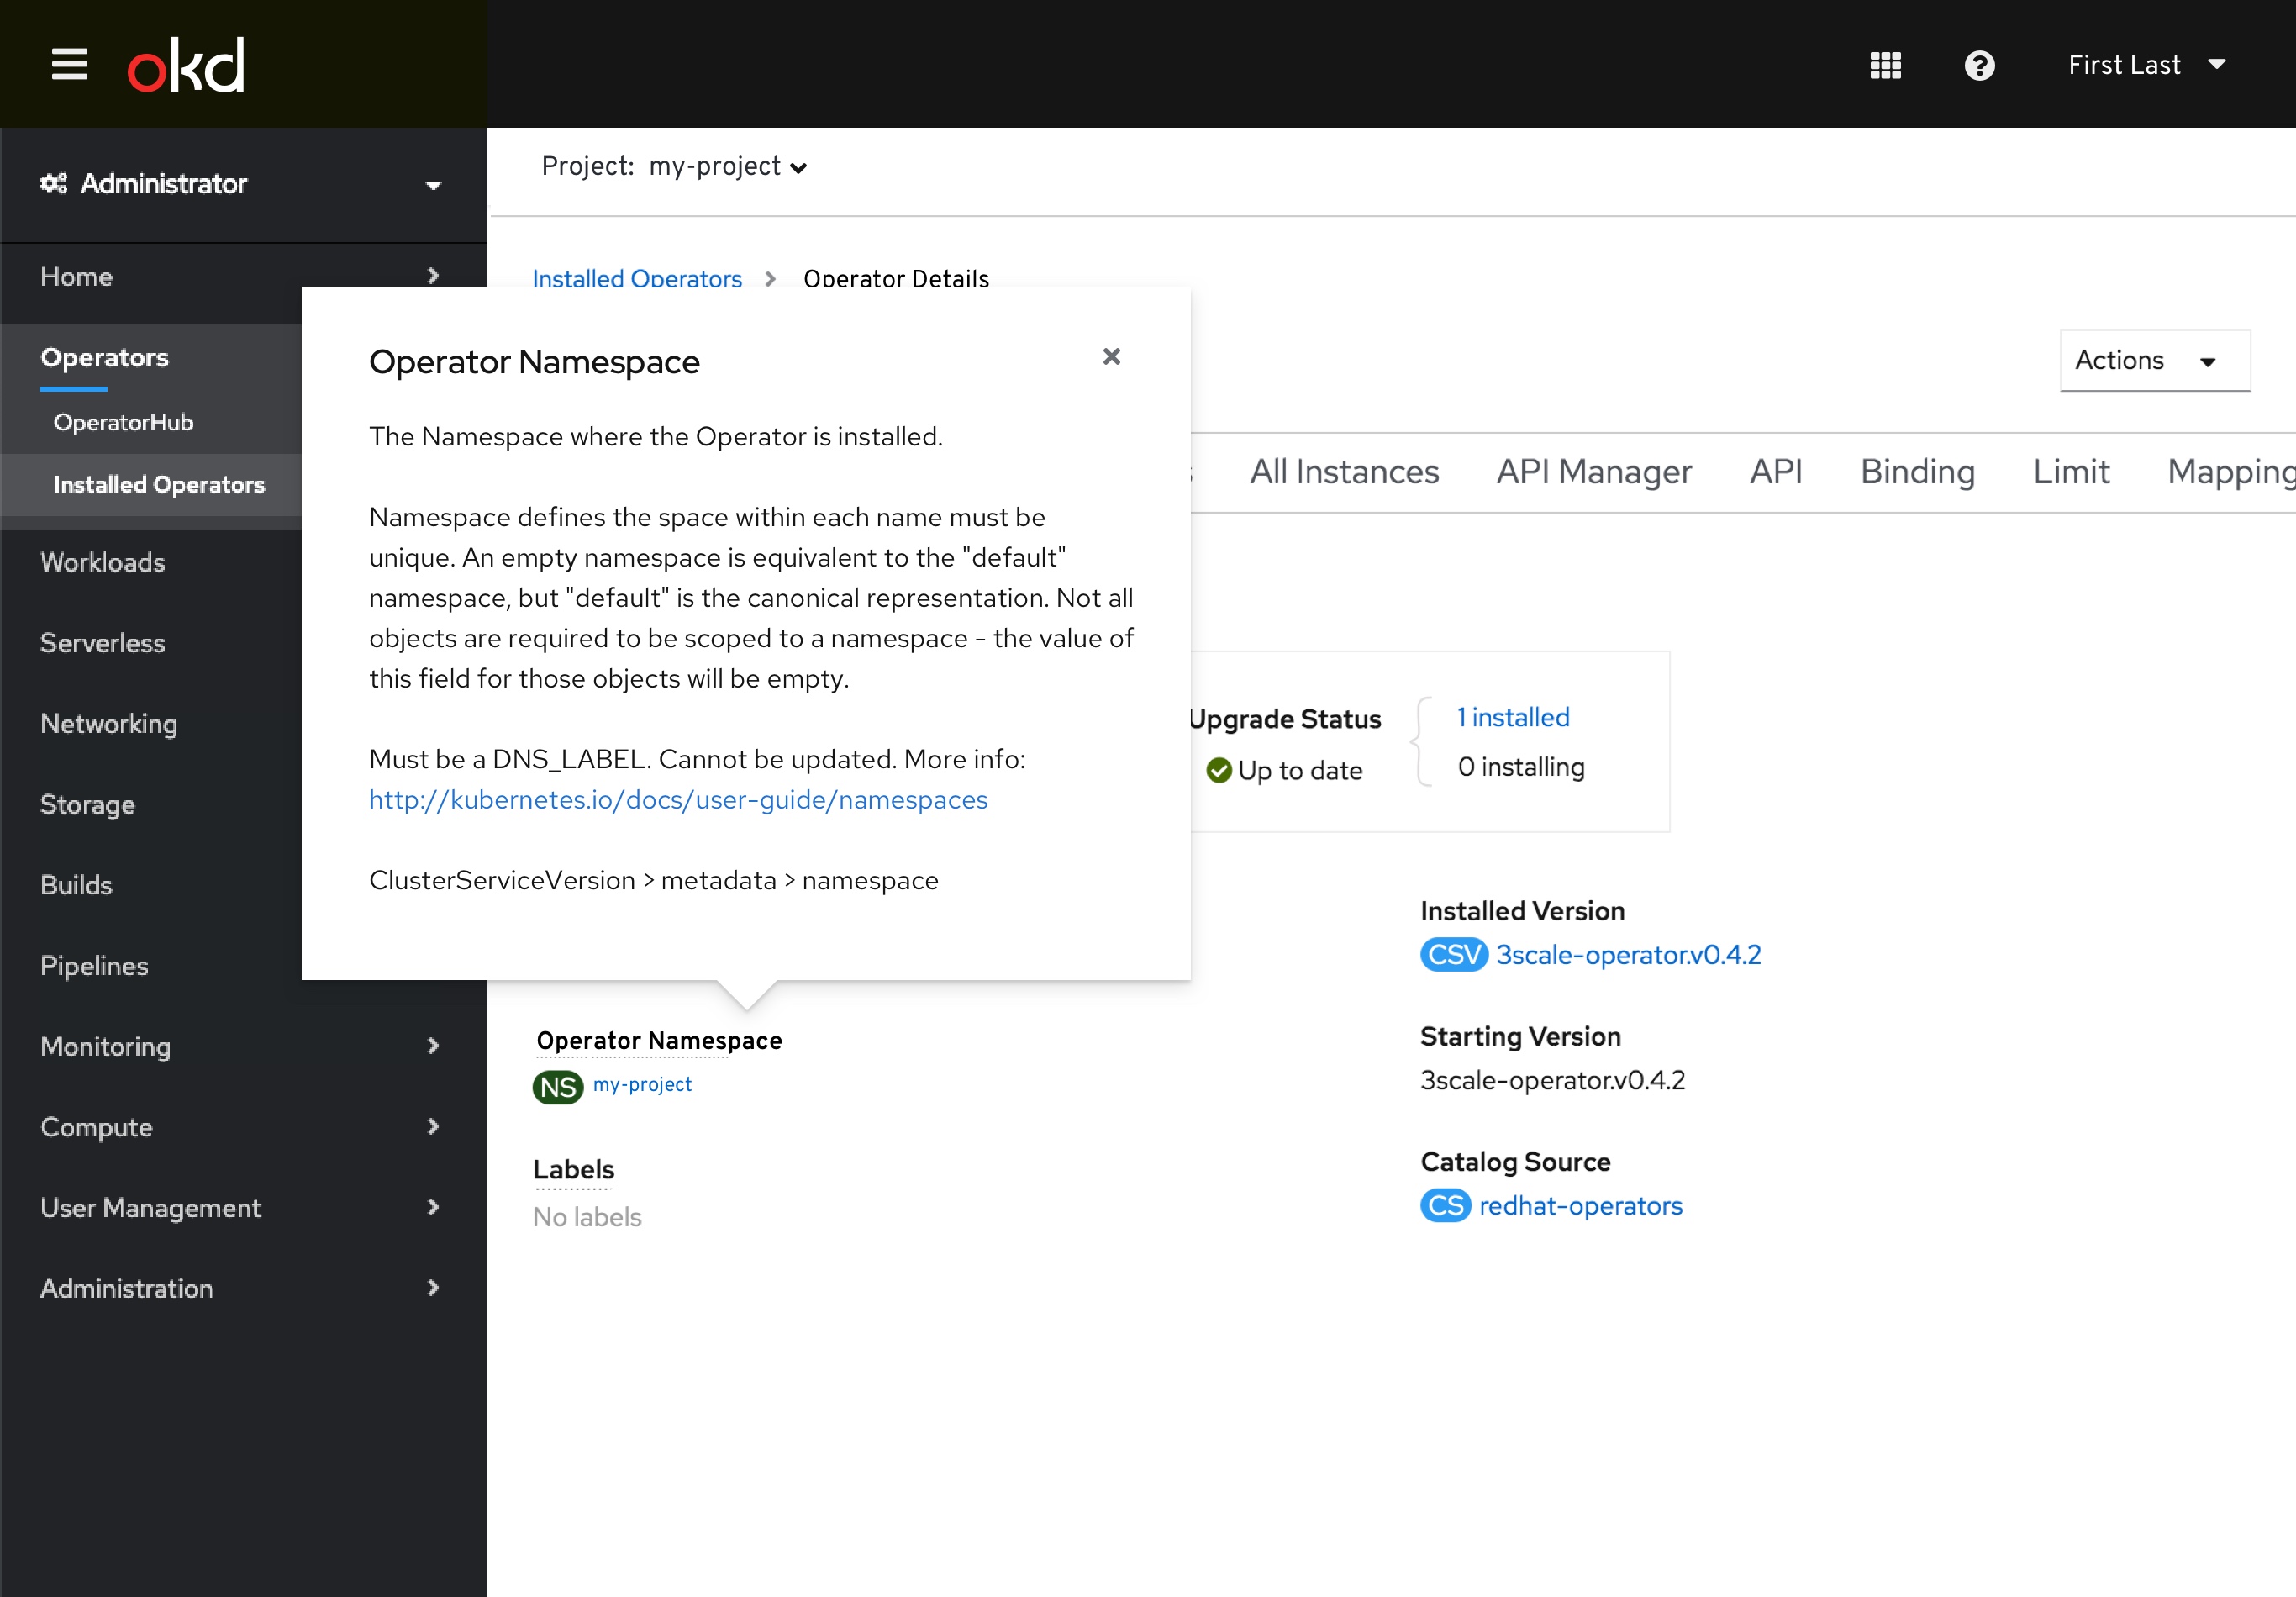 okd
First Last
Administrator
Project: my-project
Home
Installed Operators
Operator Details
Operators
OperatorHub
Installed Operators
Workloads
Serverless
Networking
Storage
Builds
Pipelines
Monitoring
Compute
User Management
Administration
Operator Namespace
The Namespace where the Operator is installed.
Namespace defines the space within each name must be
unique. An empty namespace is equivalent to the "default"
namespace, but "default" is the canonical representation. Not all
objects are required to be scoped to a namespace - the value of
this field for those objects will be empty.
Must be a DNS_LABEL. Cannot be updated. More info:
http://kubernetes.io/docs/user-guide/namespaces
ClusterServiceVersion > metadata > namespace
Actions
All Instances API Manager API Binding Limit Mapping
Upgrade Status
Up to date
1 installed
0 installing
Operator Namespace
NS my-project
Labels
No labels
Installed Version
CSV 3scale-operator.v0.4.2
Starting Version
3scale-operator.v0.4.2
Catalog Source
CS redhat-operators